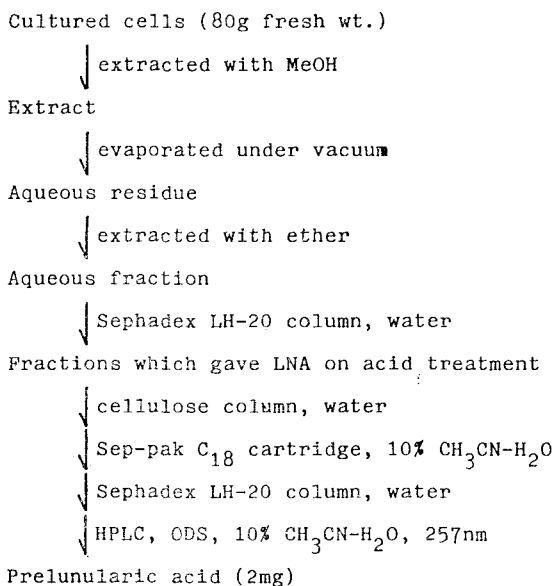 Cultured cells (80g fresh wt.)
extracted with MeOH
Extract
evaporated under vacuum
Aqueous residue
extracted with ether
Aqueous fraction
Sephadex LH-20 column, water
Fractions which gave LNA on acid treatment
cellulose column, water
Sep-pak C18 cartridge, 10% CH3CN-H2O
Sephadex LH-20 column, water
HPLC, ODS, 10% CH3CN-H2O, 257nm
Prelunularic acid (2mg)